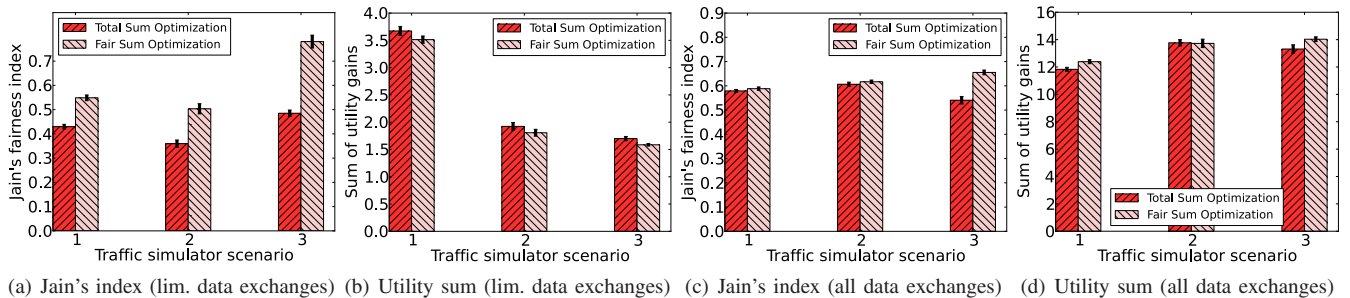 Jain's fairness index
0.7
0.6
0.5
0.4
0.3
0.2
0.1
0.0
Total Sum Optimization
Fair Sum Optimization
1 2 3
Traffic simulator scenario
(a) Jain's index (lim. data exchanges)
Sum of utility gains
4.0
3.5
3.0
2.5
2.0
1.5
1.0
0.5
0.0
Total Sum Optimization
Fair Sum Optimization
1 2 3
Traffic simulator scenario
(b) Utility sum (lim. data exchanges)
Jain's fairness index
0.9
0.8
0.7
0.6
0.5
0.4
0.3
0.2
0.1
0.0
Total Sum Optimization
Fair Sum Optimization
1 2 3
Traffic simulator scenario
(c) Jain's index (all data exchanges)
Sum of utility gains
16
14
12
10
8
6
4
2
0
Total Sum Optimization
Fair Sum Optimization
1 2 3
Traffic simulator scenario
(d) Utility sum (all data exchanges)